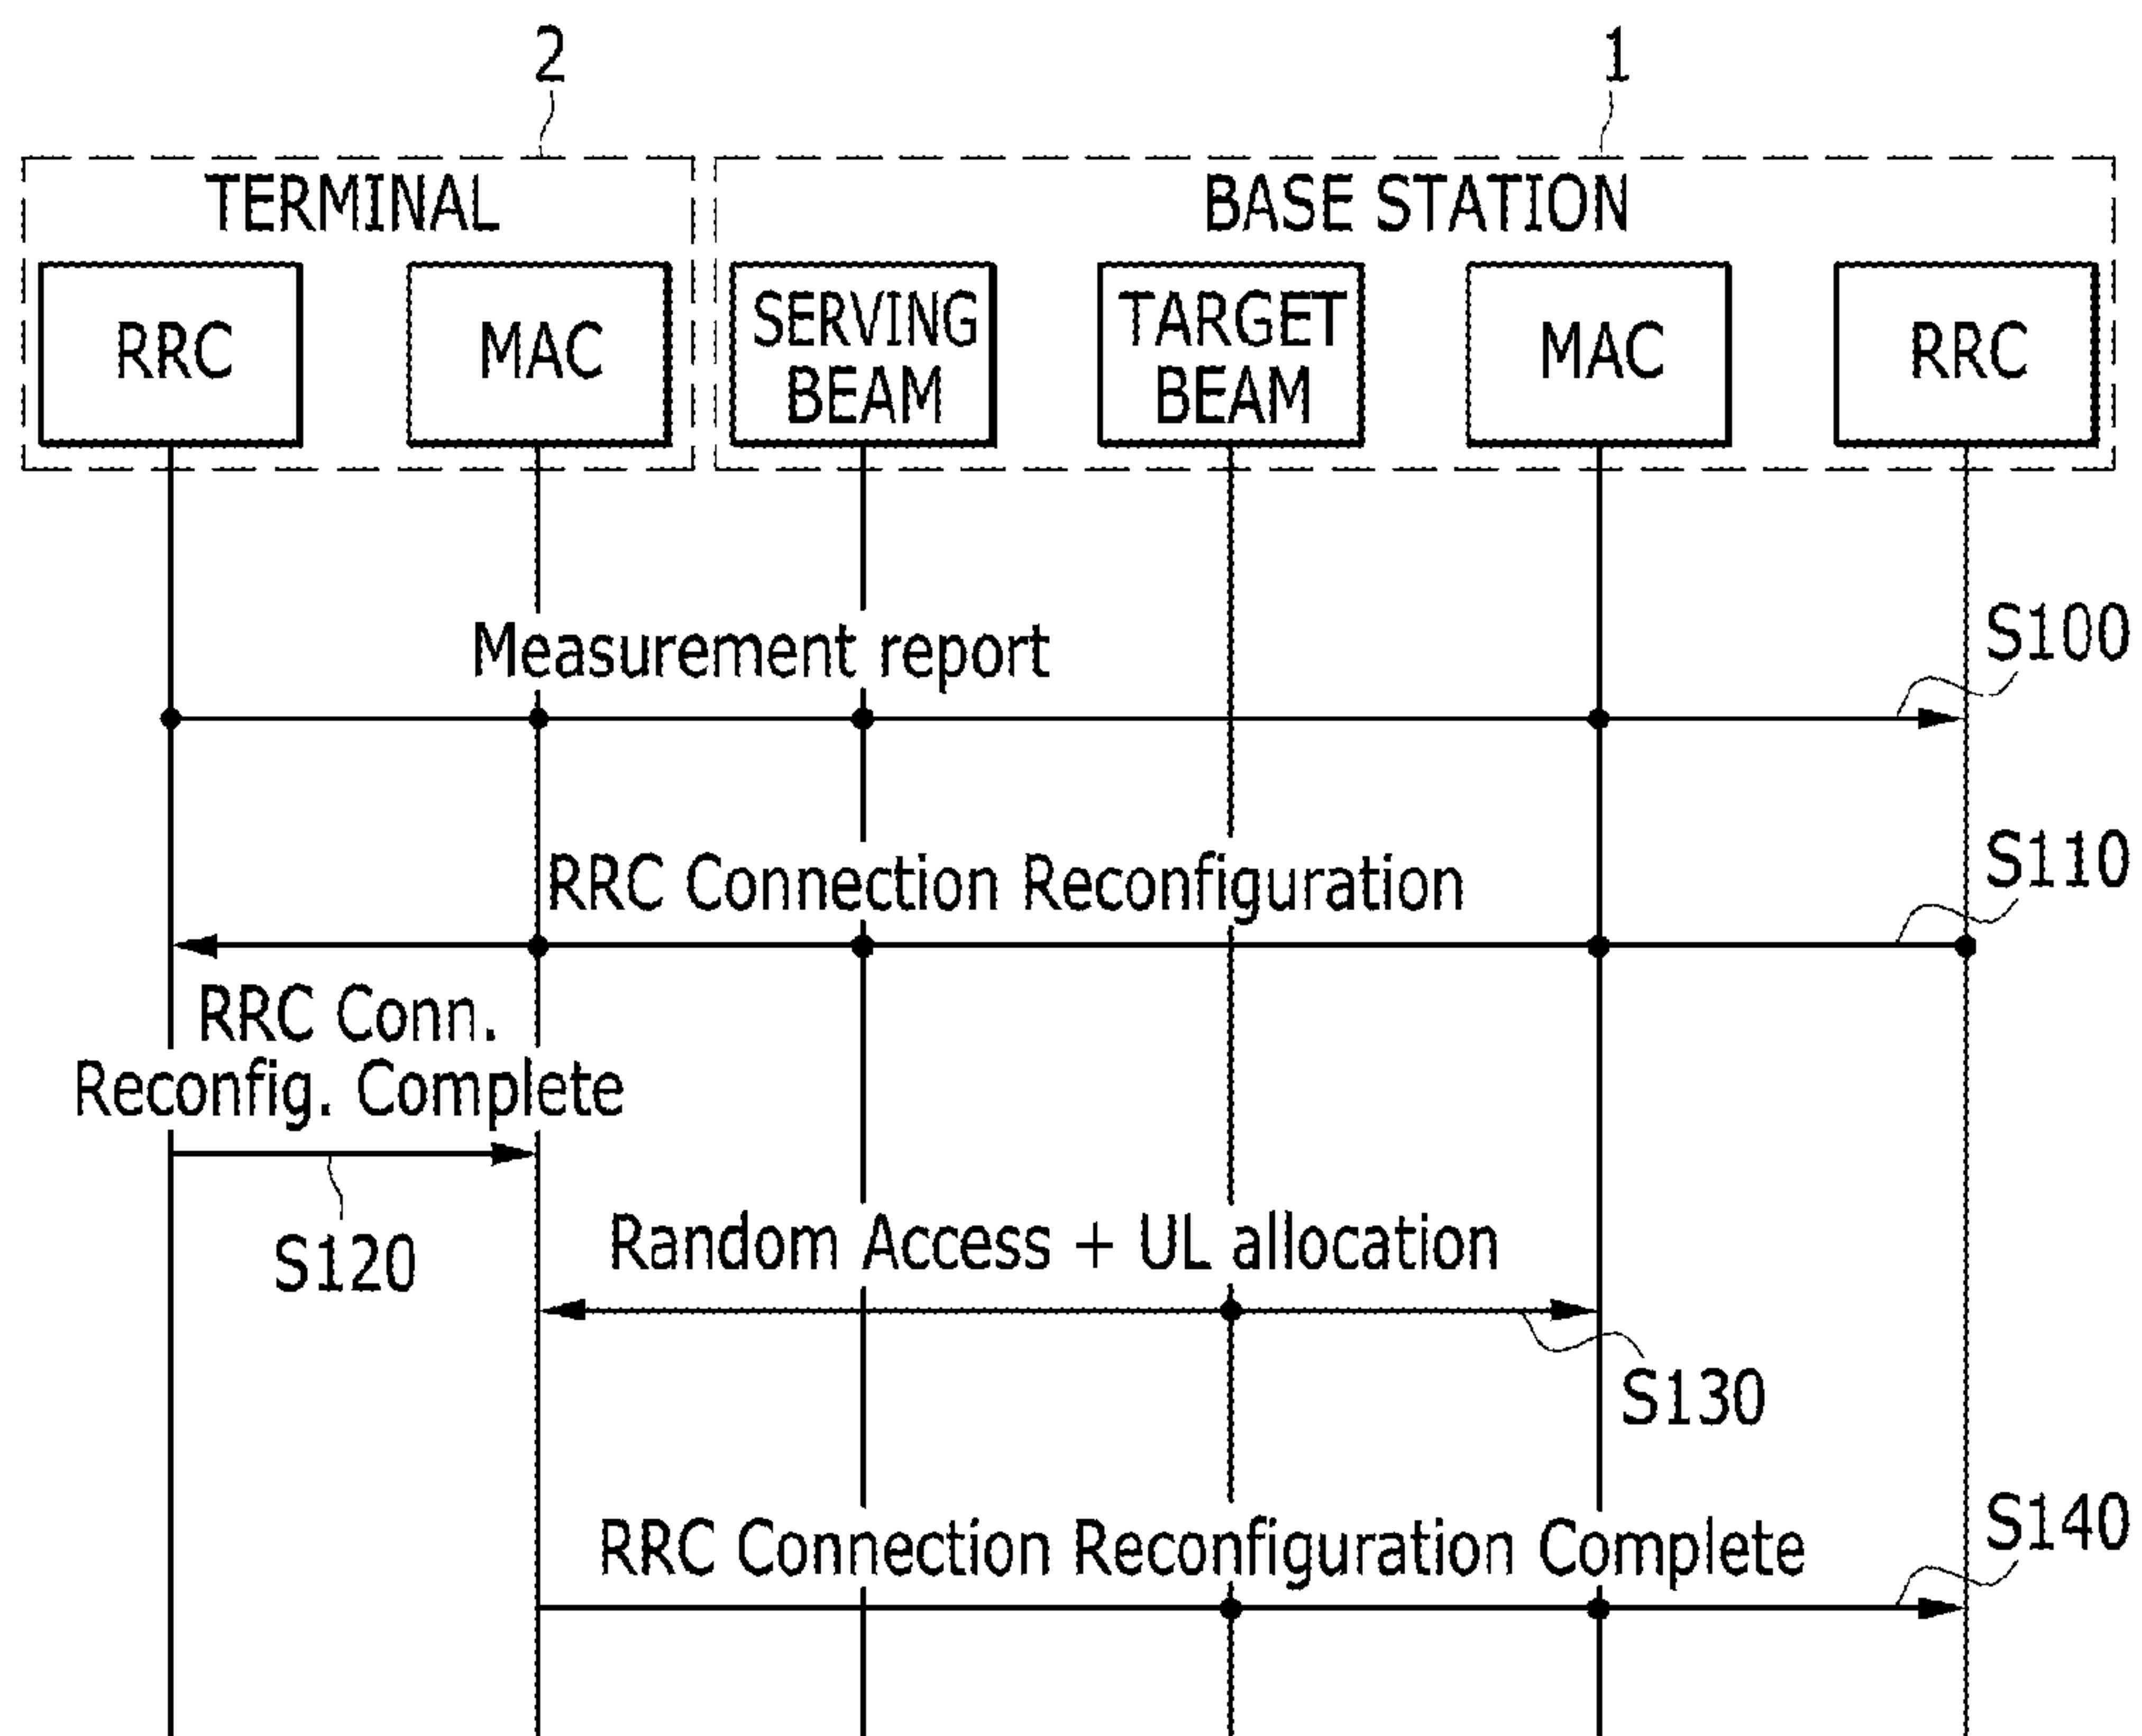 2
1
TERMINAL
BASE STATION
RRC
MAC
SERVING
BEAM
TARGET
BEAM
MAC
RRC
Measurement report
S100
RRC Connection Reconfiguration
S110
RRC Conn.
Reconfig. Complete
S120
Random Access + UL allocation
S130
RRC Connection Reconfiguration Complete
S140